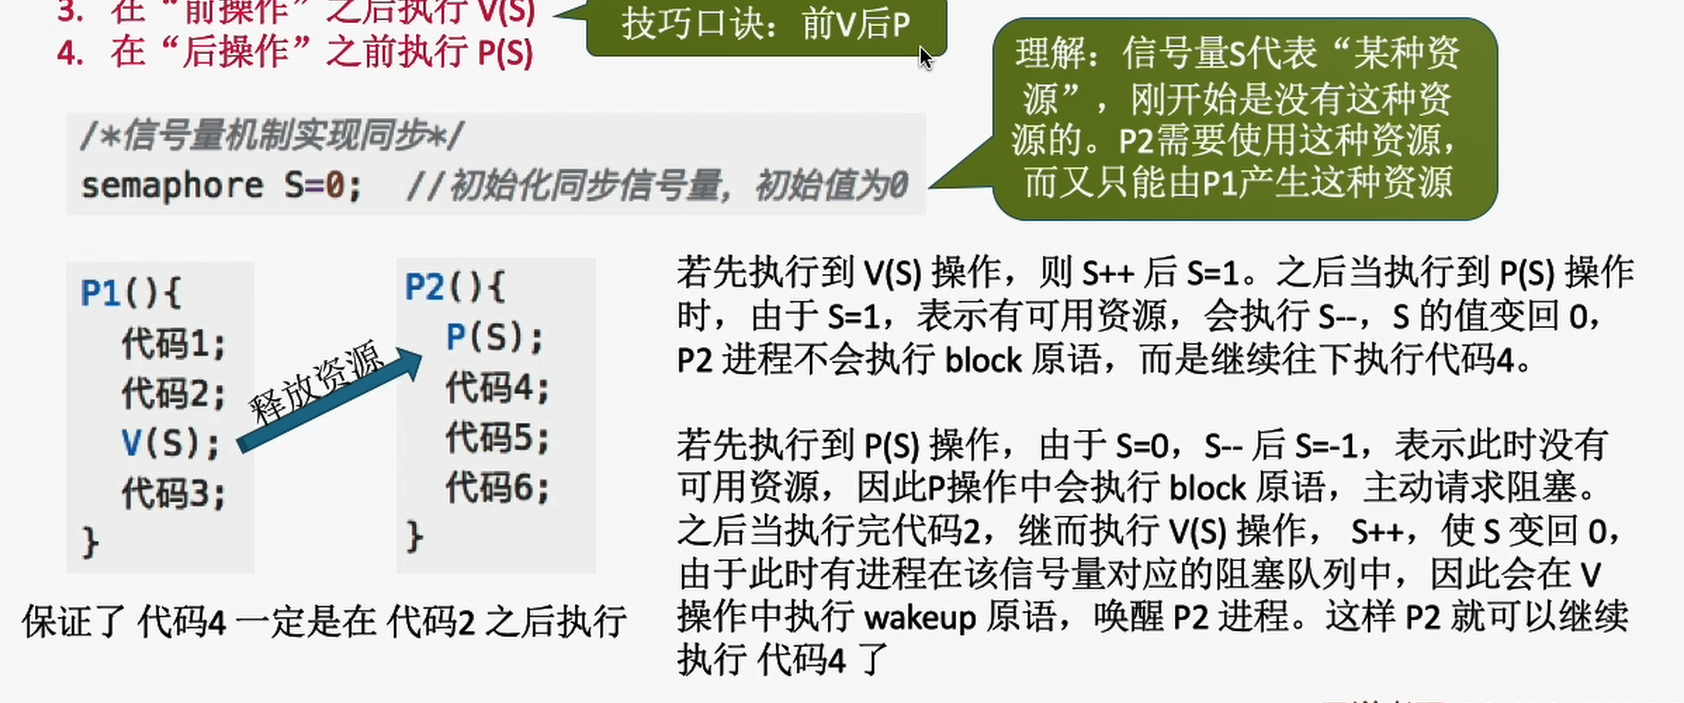 3. 在“前操作”之后执行 V(S)
4. 在“后操作”之前执行 P(S)
技巧口诀：前V后P
理解：信号量S代表“某种资
源”，刚开始是没有这种资
源的。P2需要使用这种资源，
而又只能由P1产生这种资源
/*信号量机制实现同步*/
semaphore S=0; //初始化同步信号量，初始值为0
P1(){
代码1;
代码2;
V(S);
代码3;
}
释放资源
P2(){
P(S);
代码4;
代码5;
代码6;
}
保证了 代码4 一定是在 代码2 之后执行
若先执行到 V(S) 操作，则 S++ 后 S=1。之后当执行到 P(S) 操作
时，由于 S=1，表示有可用资源，会执行 S--，S 的值变回 0，
P2 进程不会执行 block 原语，而是继续往下执行代码4。
若先执行到 P(S) 操作，由于 S=0，S-- 后 S=-1，表示此时没有
可用资源，因此P操作中会执行 block 原语，主动请求阻塞。
之后当执行完代码2，继而执行 V(S) 操作， S++，使 S 变回 0，
由于此时有进程在该信号量对应的阻塞队列中，因此会在 V
操作中执行 wakeup 原语，唤醒 P2 进程。这样 P2 就可以继续
执行 代码4 了